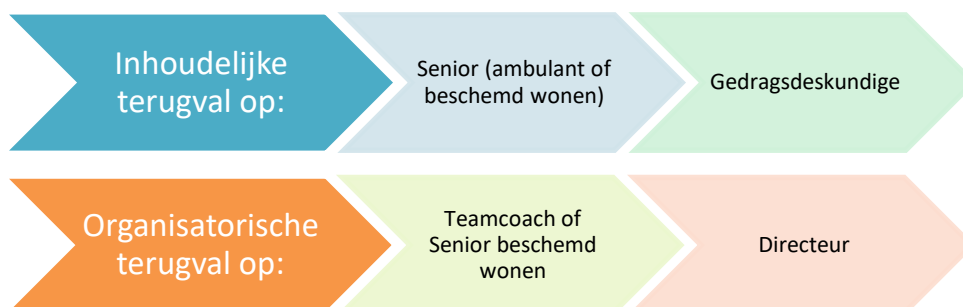 Inhoudelijke
terugval op:
Senior (ambulant of
beschemd wonen)
Gedragsdeskundige
Organisatorische
terugval op:
Teamcoach of
Senior beschemd
wonen
Directeur